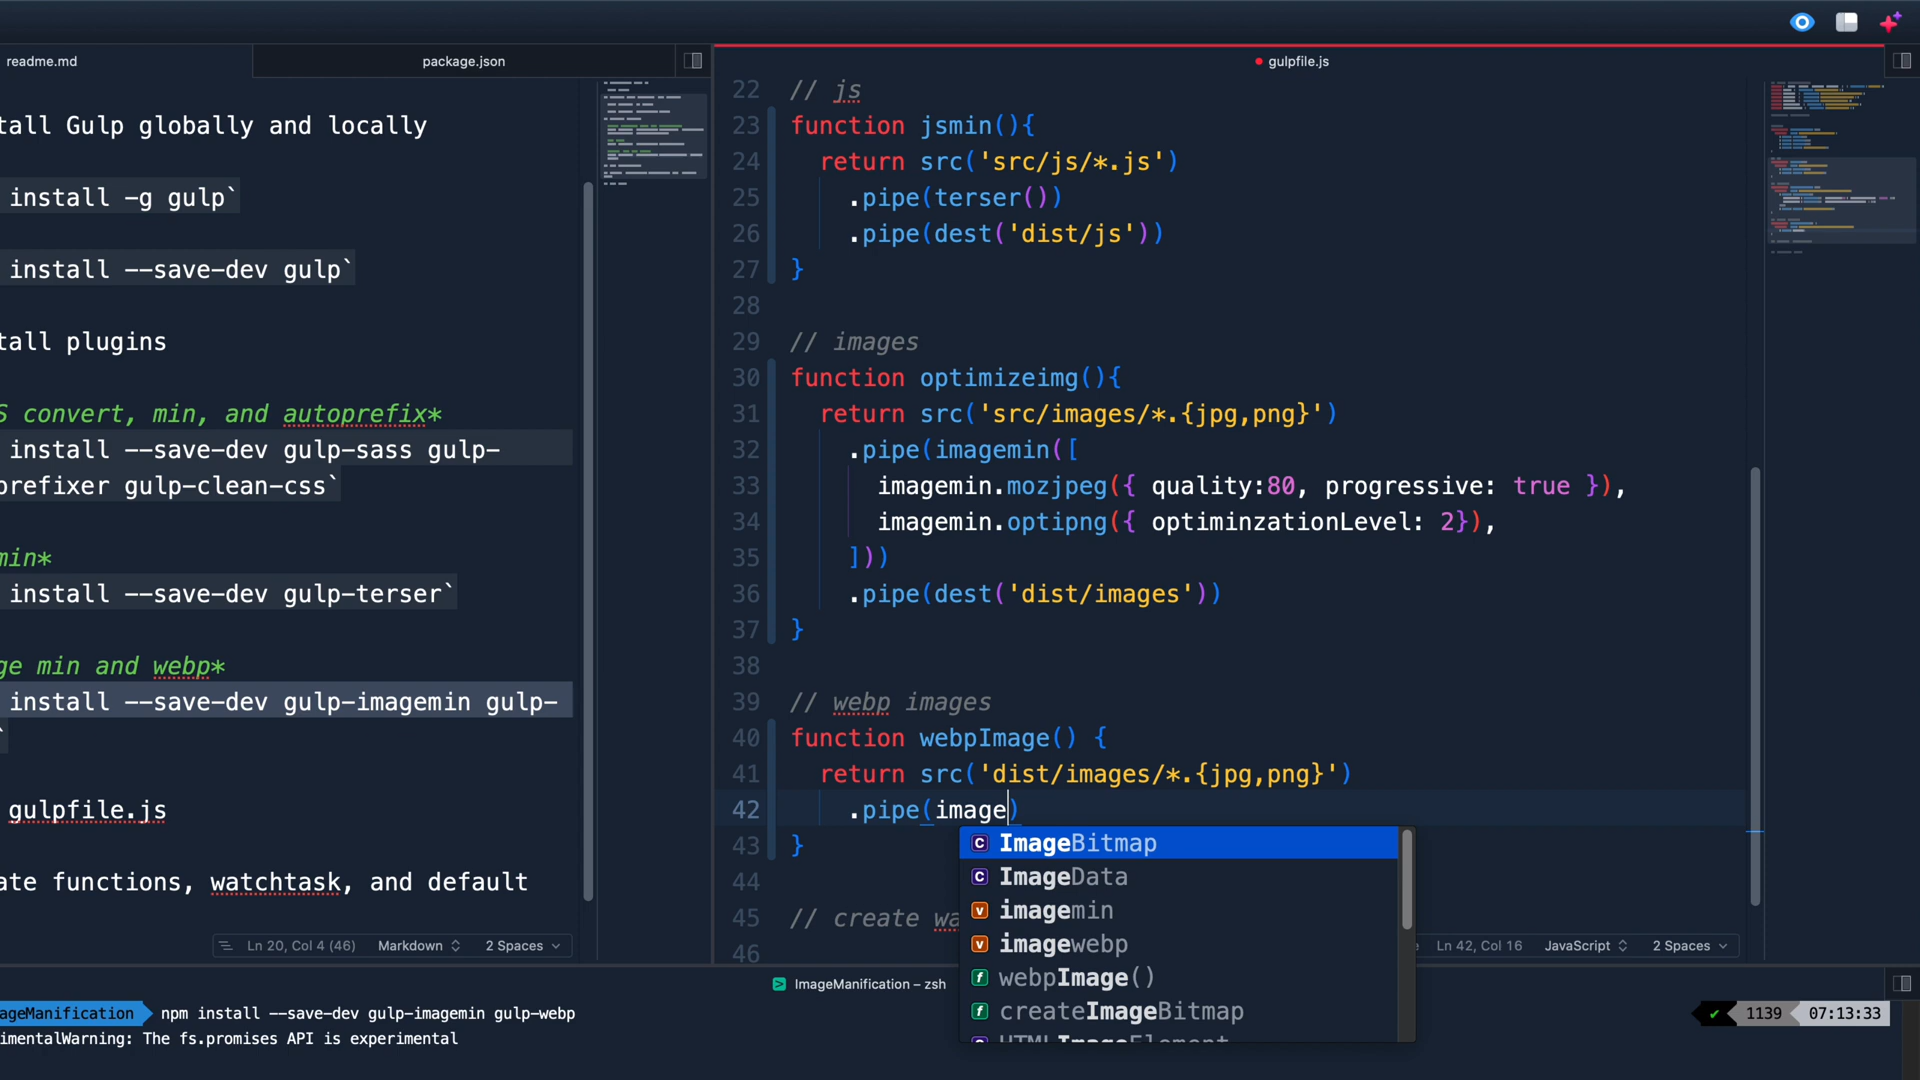 readme.md
package.json
gulpfile.js
tall Gulp globally and locally
install -g gulp`
install --save-dev gulp`
tall plugins
S convert, min, and autoprefix*
install --save-dev gulp-sass gulp-
prefixer gulp-clean-css`
min*
install --save-dev gulp-terser`
ge min and webp*
install --save-dev gulp-imagemin gulp-
`
gulpfile.js
ate functions, watchtask, and default
Ln 20, Col 4 (46) Markdown 2 Spaces
22 // js
23 function jsmin(){
24 return src('src/js/*.js')
25 .pipe(terser())
26 .pipe(dest('dist/js'))
27 }
28
29 // images
30 function optimizeimg(){
31 return src('src/images/*.{jpg,png}')
32 .pipe(imagemin([
33 imagemin.mozjpeg({ quality:80, progressive: true }),
34 imagemin.optipng({ optiminzationLevel: 2}),
35 ]))
36 .pipe(dest('dist/images'))
37 }
38
39 // webp images
40 function webpImage() {
41 return src('dist/images/*.{jpg,png}')
42 .pipe(image)
43 }
44
45 // create wa
46
C ImageBitmap
C ImageData
v imagemin
v imagewebp
f webpImage()
f createImageBitmap
HTMLImageElement
Ln 42, Col 16 JavaScript 2 Spaces
ImageManification – zsh
ageManification npm install --save-dev gulp-imagemin gulp-webp
imentalWarning: The fs.promises API is experimental
✔ 1139 07:13:33